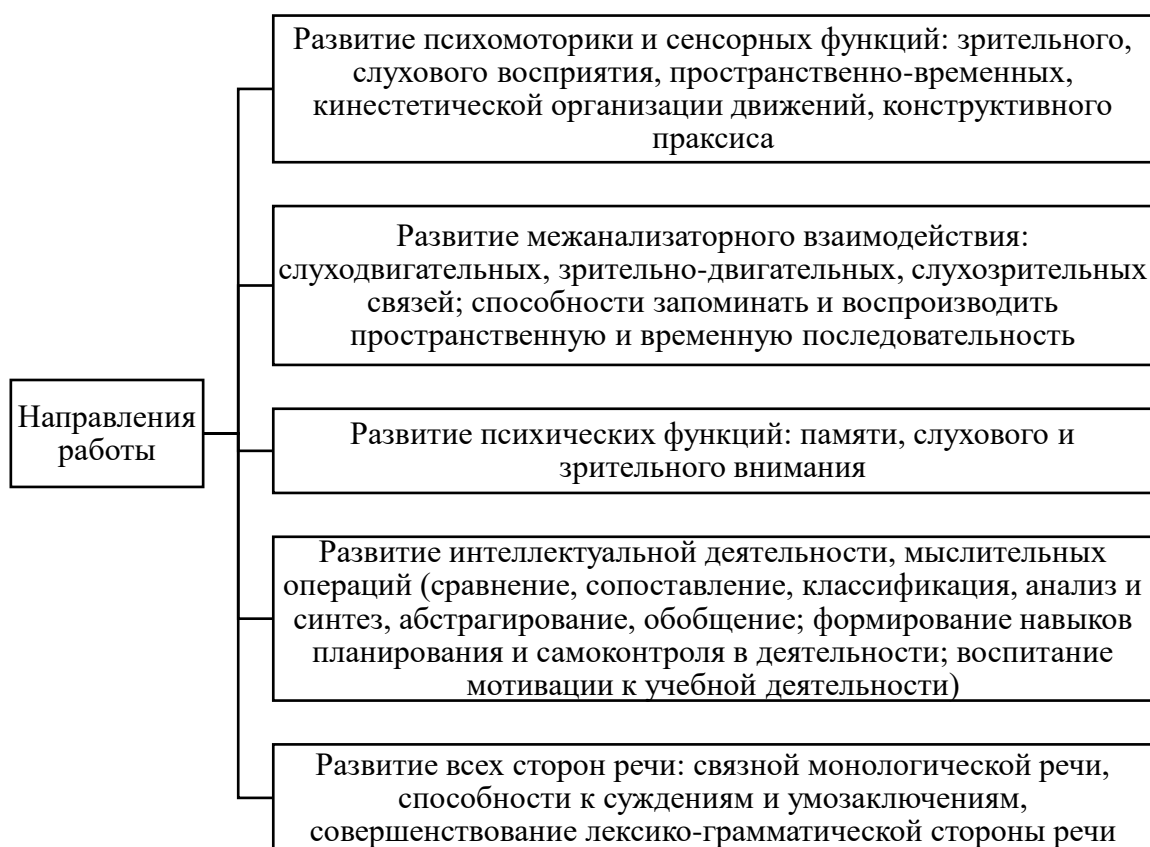 Направления
работы
Развитие психомоторики и сенсорных функций: зрительного,
слухового восприятия, пространственно-временных,
кинестетической организации движений, конструктивного
праксиса
Развитие межанализаторного взаимодействия:
слуходвигательных, зрительно-двигательных, слухозрительных
связей; способности запоминать и воспроизводить
пространственную и временную последовательность
Развитие психических функций: памяти, слухового и
зрительного внимания
Развитие интеллектуальной деятельности, мыслительных
операций (сравнение, сопоставление, классификация, анализ и
синтез, абстрагирование, обобщение; формирование навыков
планирования и самоконтроля в деятельности; воспитание
мотивации к учебной деятельности)
Развитие всех сторон речи: связной монологической речи,
способности к суждениям и умозаключениям,
совершенствование лексико-грамматической стороны речи